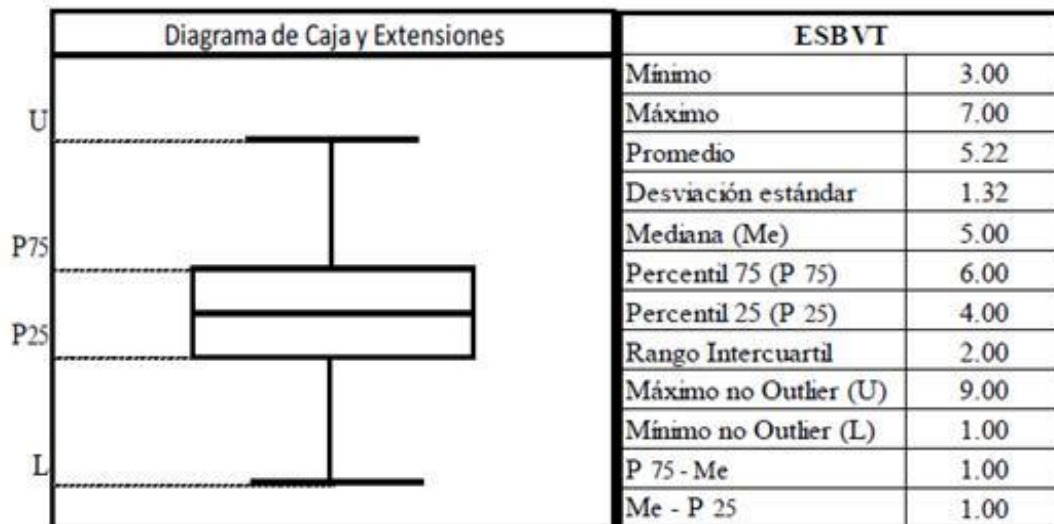 Diagrama de Caja y Extensiones
U
P75
P25
L
ESBVT
Mínimo 3.00
Máximo 7.00
Promedio 5.22
Desviación estándar 1.32
Mediana (Me) 5.00
Percentil 75 (P 75) 6.00
Percentil 25 (P 25) 4.00
Rango Intercuartil 2.00
Máximo no Outlier (U) 9.00
Mínimo no Outlier (L) 1.00
P 75 - Me 1.00
Me - P 25 1.00